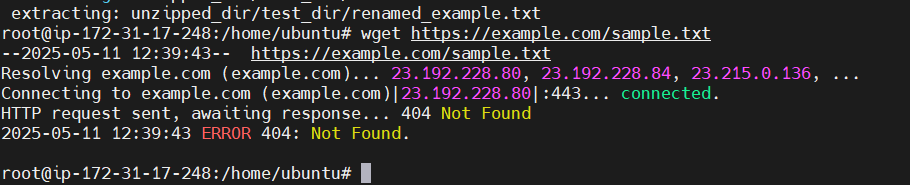 extracting: unzipped_dir/test_dir/renamed_example.txt
root@ip-172-31-17-248:/home/ubuntu# wget https://example.com/sample.txt
--2025-05-11 12:39:43--  https://example.com/sample.txt
Resolving example.com (example.com)... 23.192.228.80, 23.192.228.84, 23.215.0.136, ...
Connecting to example.com (example.com)|23.192.228.80|:443... connected.
HTTP request sent, awaiting response... 404 Not Found
2025-05-11 12:39:43 ERROR 404: Not Found.
root@ip-172-31-17-248:/home/ubuntu#